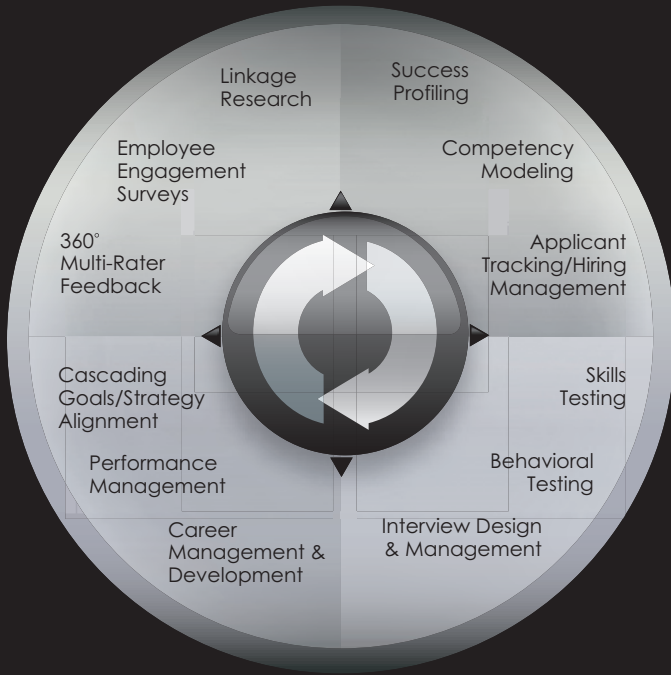 Linkage
Research
Success
Profiling
Employee
Engagement
Surveys
Competency
Modeling
360°
Multi-Rater
Feedback
Applicant
Tracking/Hiring
Management
Cascading
Goals/Strategy
Alignment
Skills
Testing
Performance
Management
Behavioral
Testing
Career
Management &
Development
Interview Design
& Management